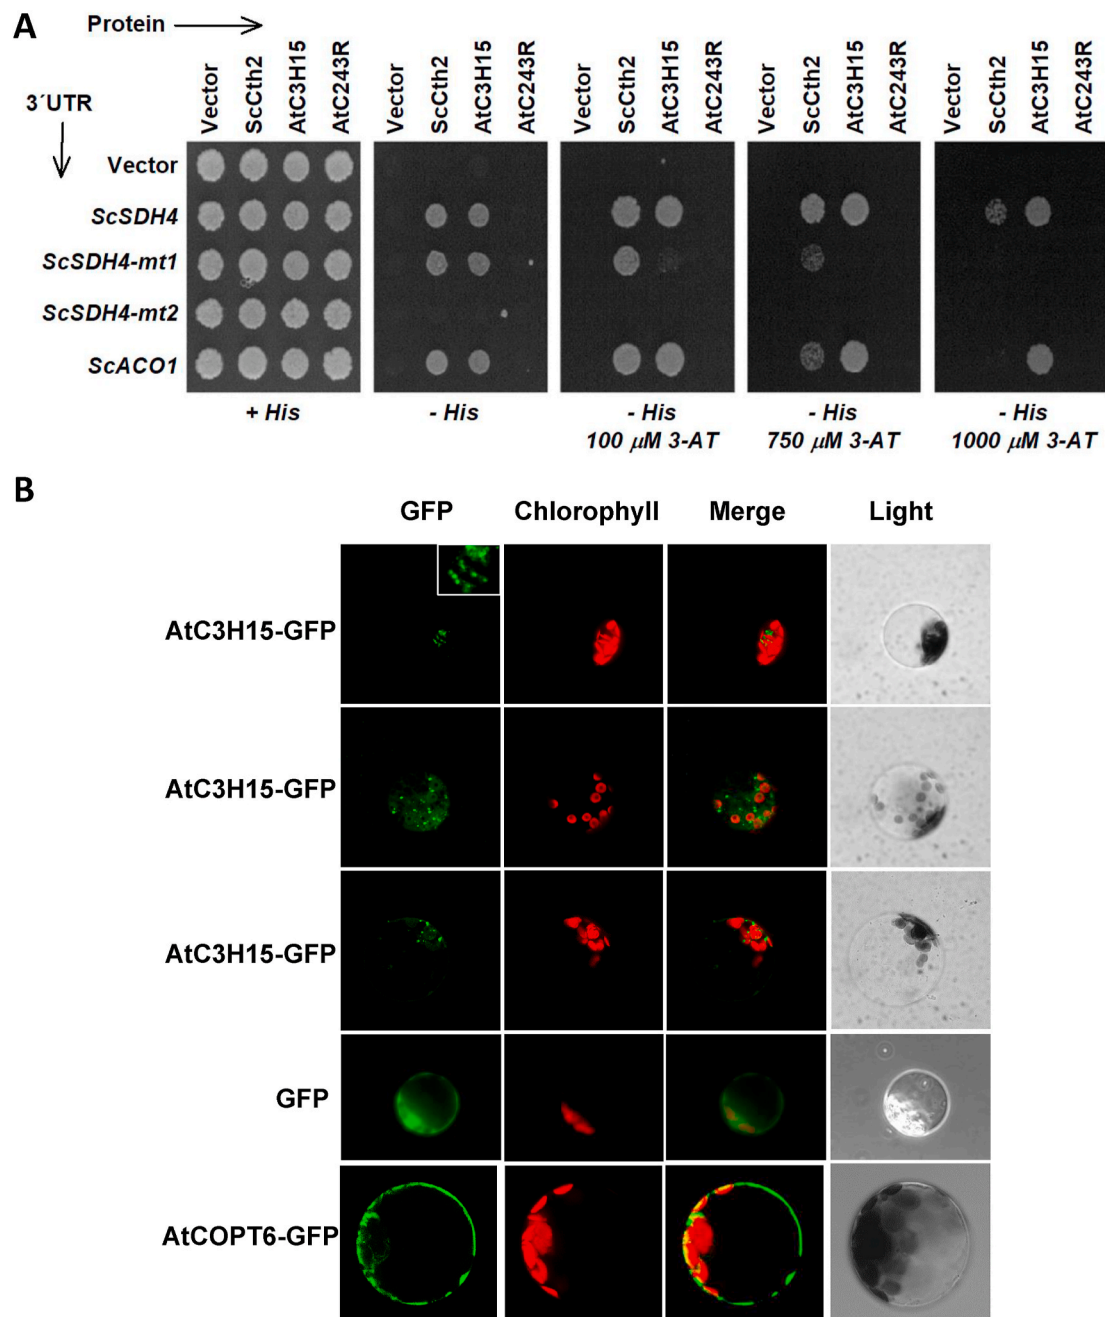 A
Protein
3´UTR
Vector ScCth2 AtC3H15 AtC243R
Vector ScCth2 AtC3H15 AtC243R
Vector ScCth2 AtC3H15 AtC243R
Vector ScCth2 AtC3H15 AtC243R
Vector ScCth2 AtC3H15 AtC243R
Vector
ScSDH4
ScSDH4-mt1
ScSDH4-mt2
ScACO1
+ His
- His
- His
100 µM 3-AT
- His
750 µM 3-AT
- His
1000 µM 3-AT
B
GFP Chlorophyll Merge Light
AtC3H15-GFP
AtC3H15-GFP
AtC3H15-GFP
GFP
AtCOPT6-GFP